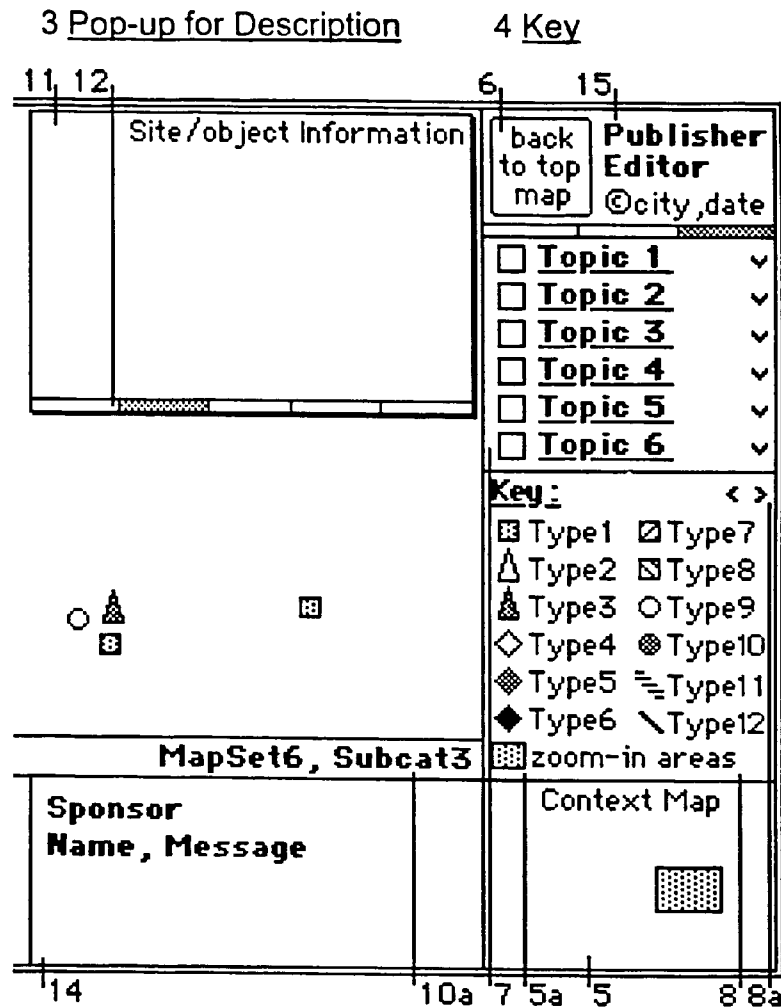 3 Pop-up for Description 4 Key
11 12 6 15
Site/object Information
back
to top
map
Publisher
Editor
©city,date
Topic 1
Topic 2
Topic 3
Topic 4
Topic 5
Topic 6
Key: < >
Type1 Type7
Type2 Type8
Type3 Type9
Type4 Type10
Type5 Type11
Type6 Type12
zoom-in areas
MapSet6, Subcat3
Sponsor
Name, Message
Context Map
14 10a 7 5a 5 8 8a